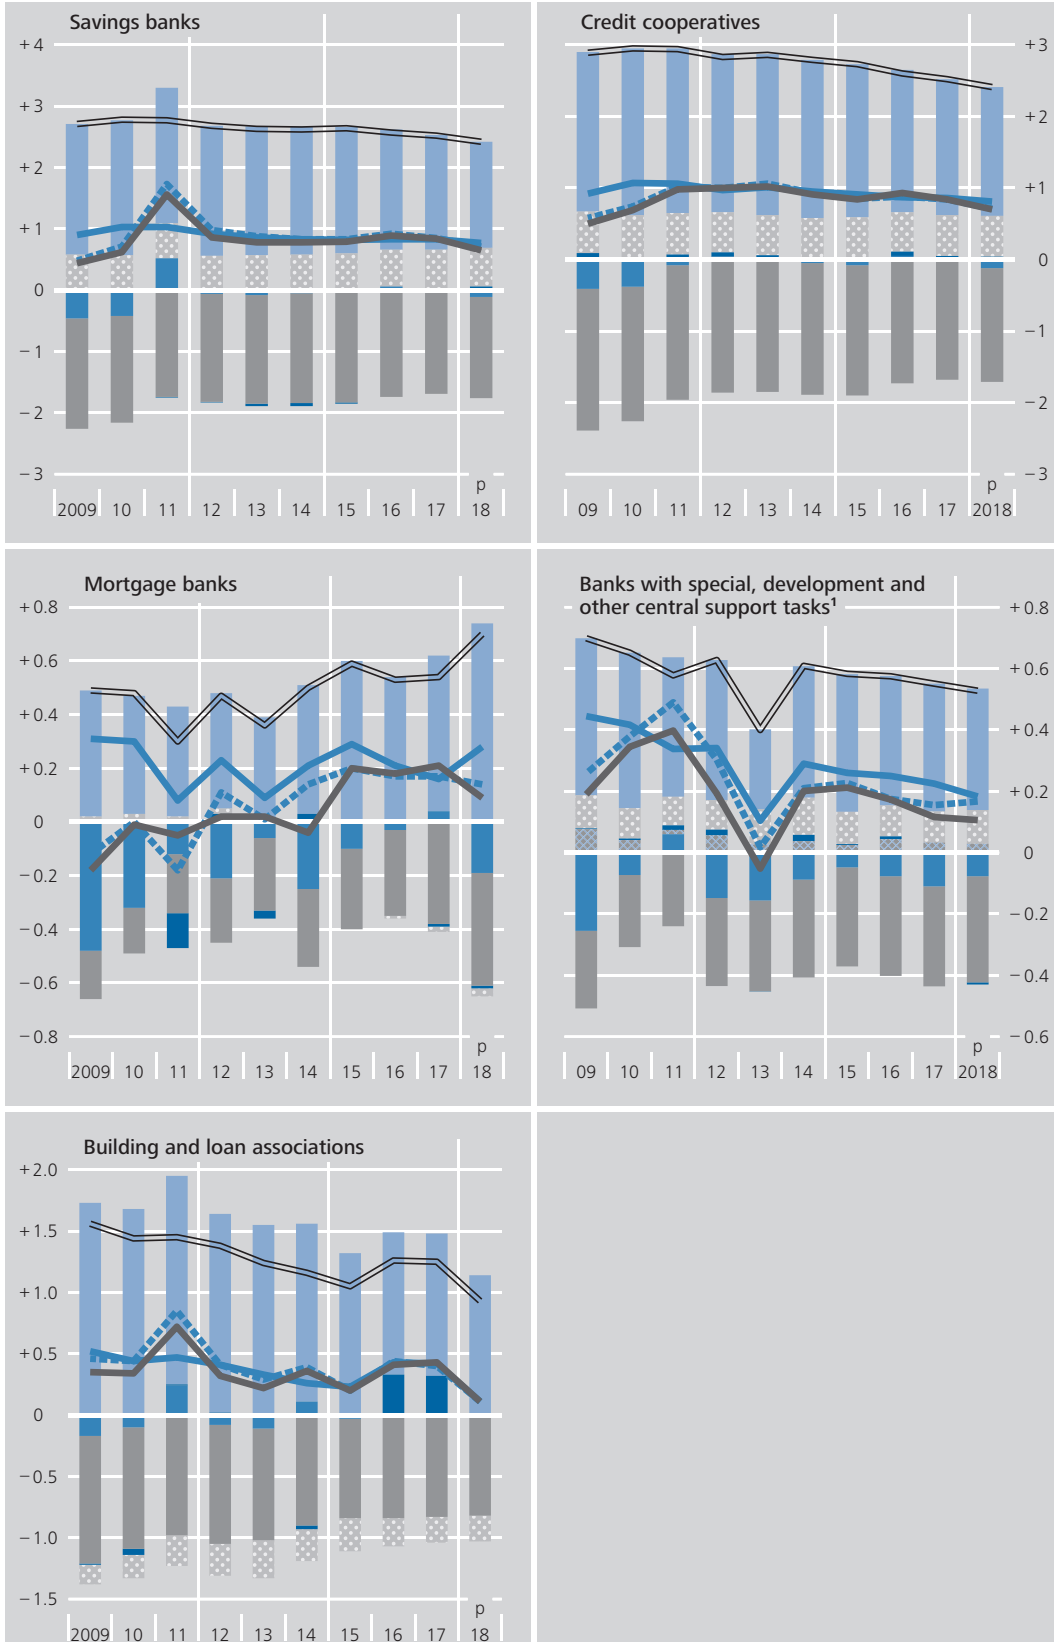 Savings banks
+4
+3
+2
+1
0
−1
−2
−3
p
2009 10 11 12 13 14 15 16 17 18
Credit cooperatives
+3
+2
+1
0
−1
−2
−3
p
09 10 11 12 13 14 15 16 17 2018
Mortgage banks
+0.8
+0.6
+0.4
+0.2
0
−0.2
−0.4
−0.6
−0.8
p
2009 10 11 12 13 14 15 16 17 18
Banks with special, development and
other central support tasks¹
+0.8
+0.6
+0.4
+0.2
0
−0.2
−0.4
−0.6
p
09 10 11 12 13 14 15 16 17 2018
Building and loan associations
+2.0
+1.5
+1.0
+0.5
0
−0.5
−1.0
−1.5
p
2009 10 11 12 13 14 15 16 17 18